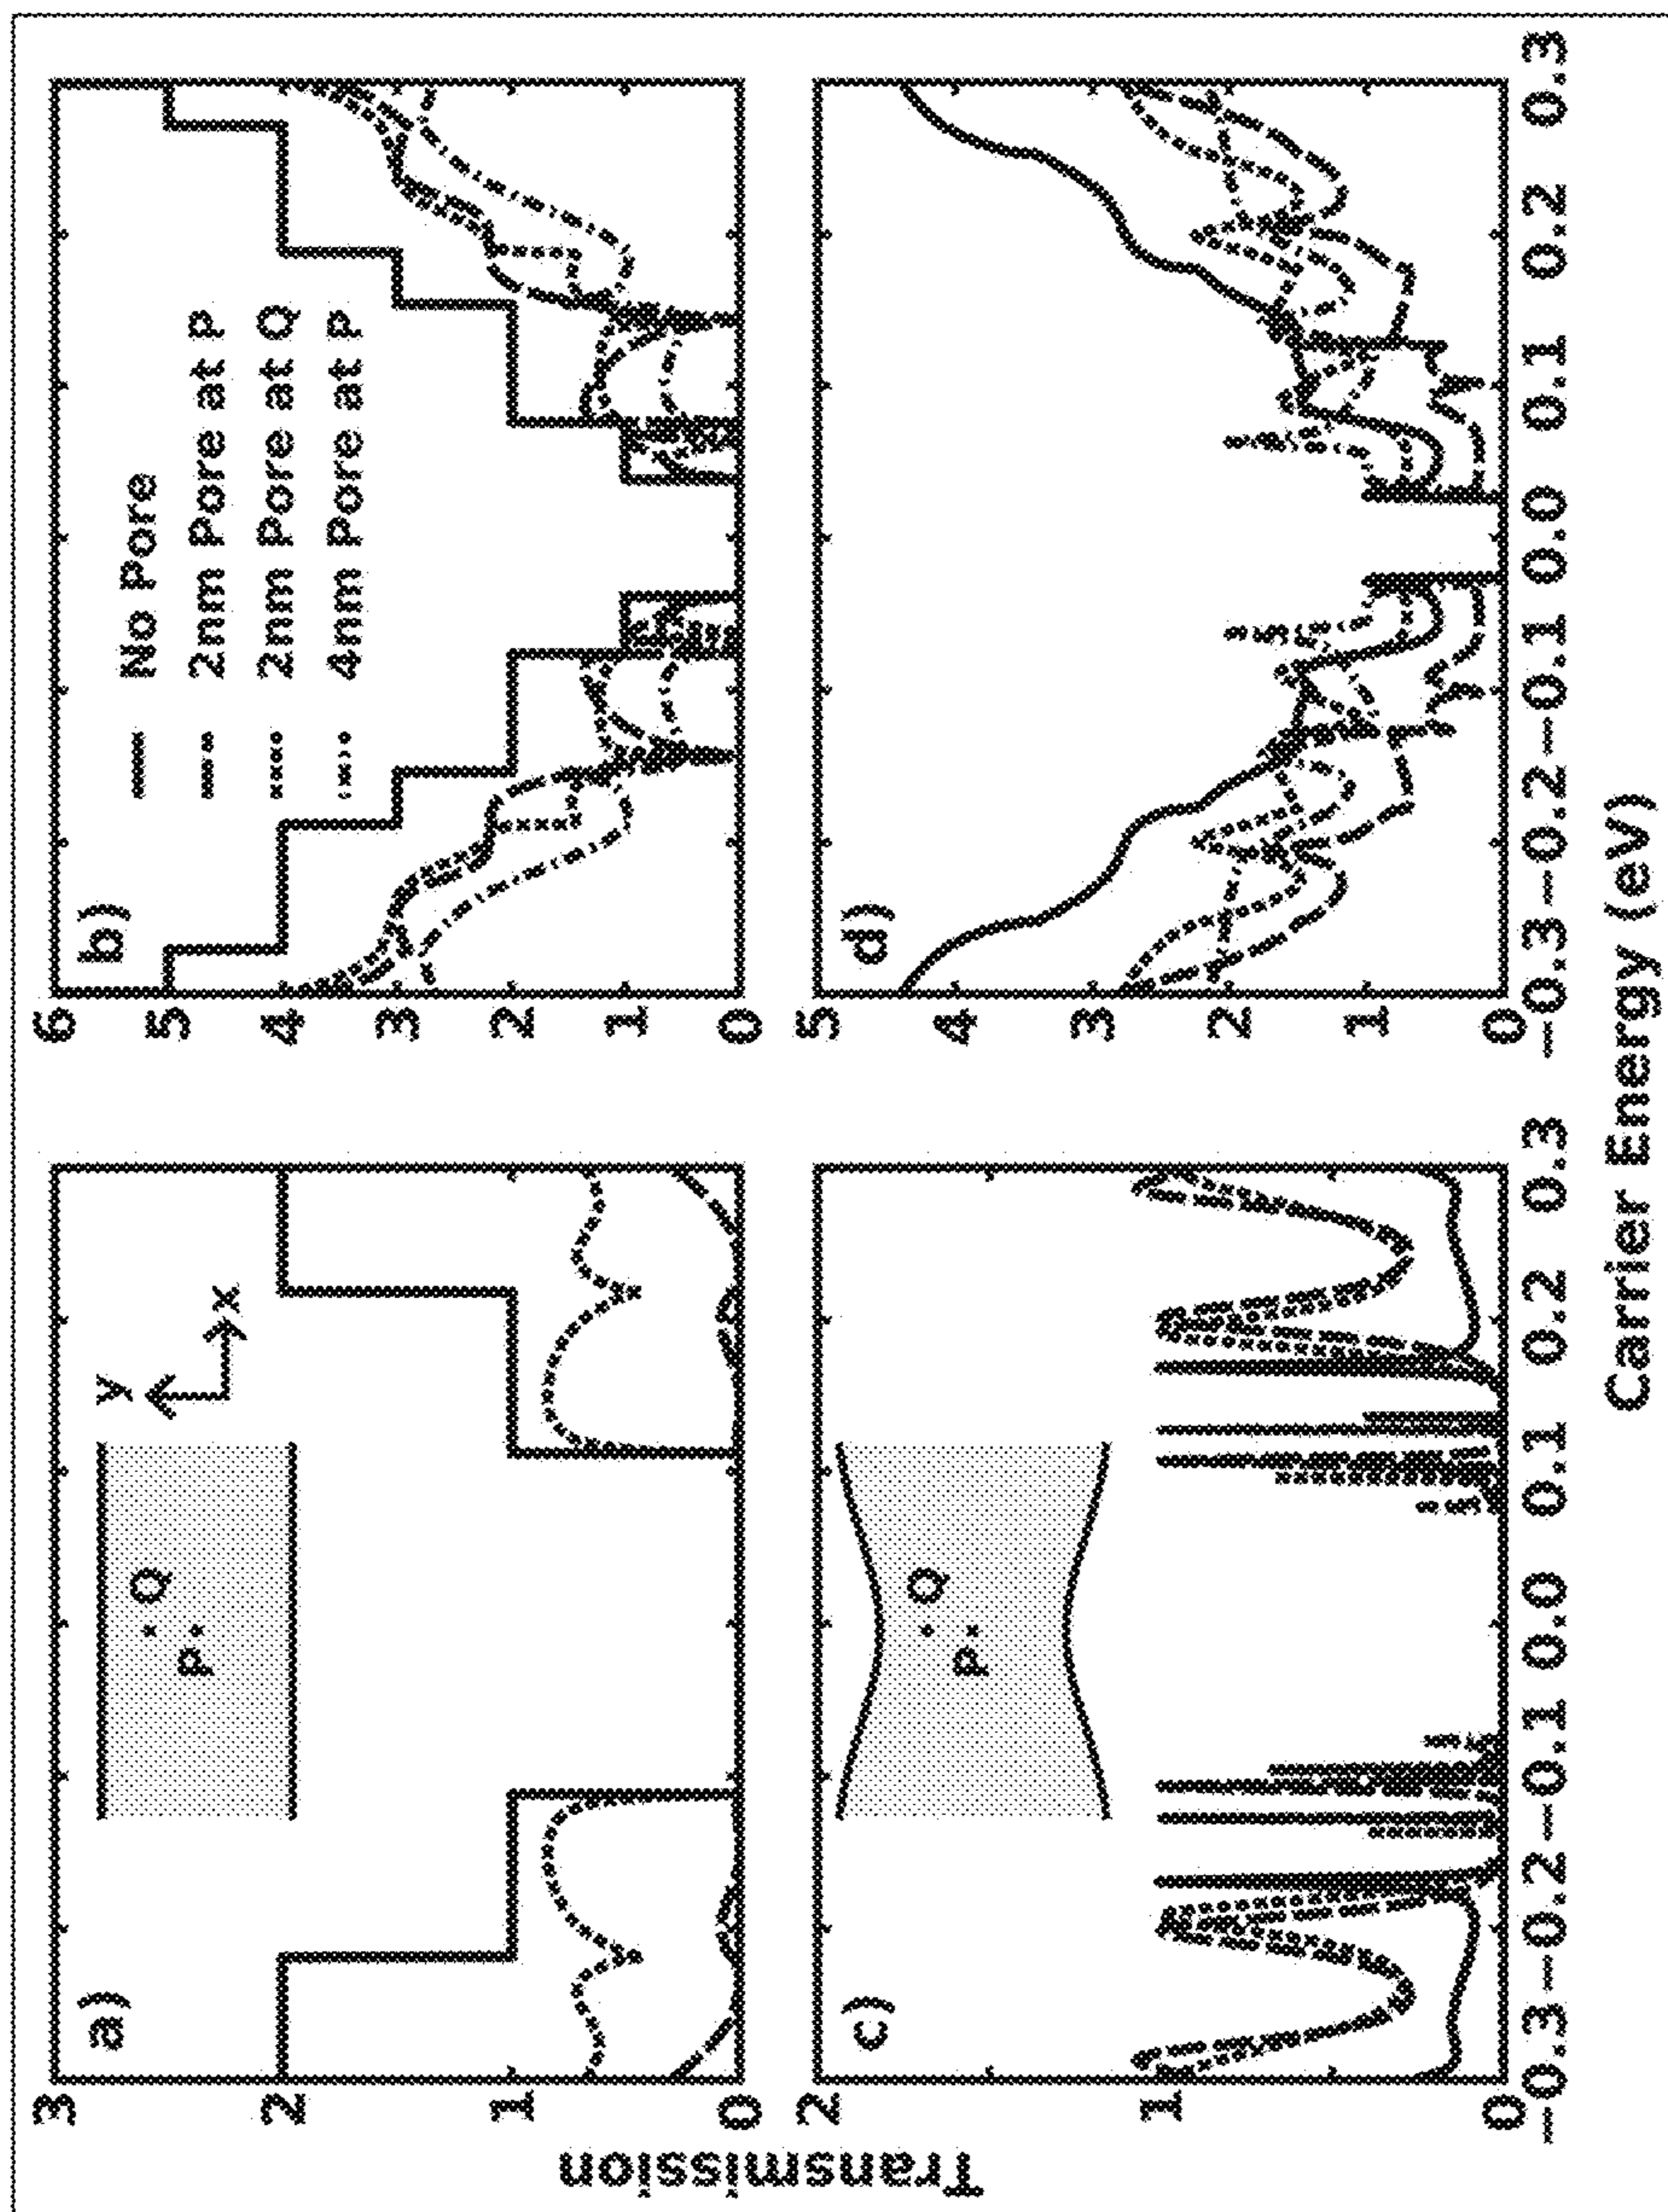 Transmission
3
2
1
0
a)
P
Q
y
x
6
5
4
3
2
1
0
b)
No Pore
2nm Pore at P
2nm Pore at Q
4nm Pore at P
2
1
0
c)
P
Q
−0.3−0.2−0.1 0.0 0.1 0.2 0.3
5
4
3
2
1
0
d)
−0.3−0.2−0.1 0.0 0.1 0.2 0.3
Carrier Energy (eV)